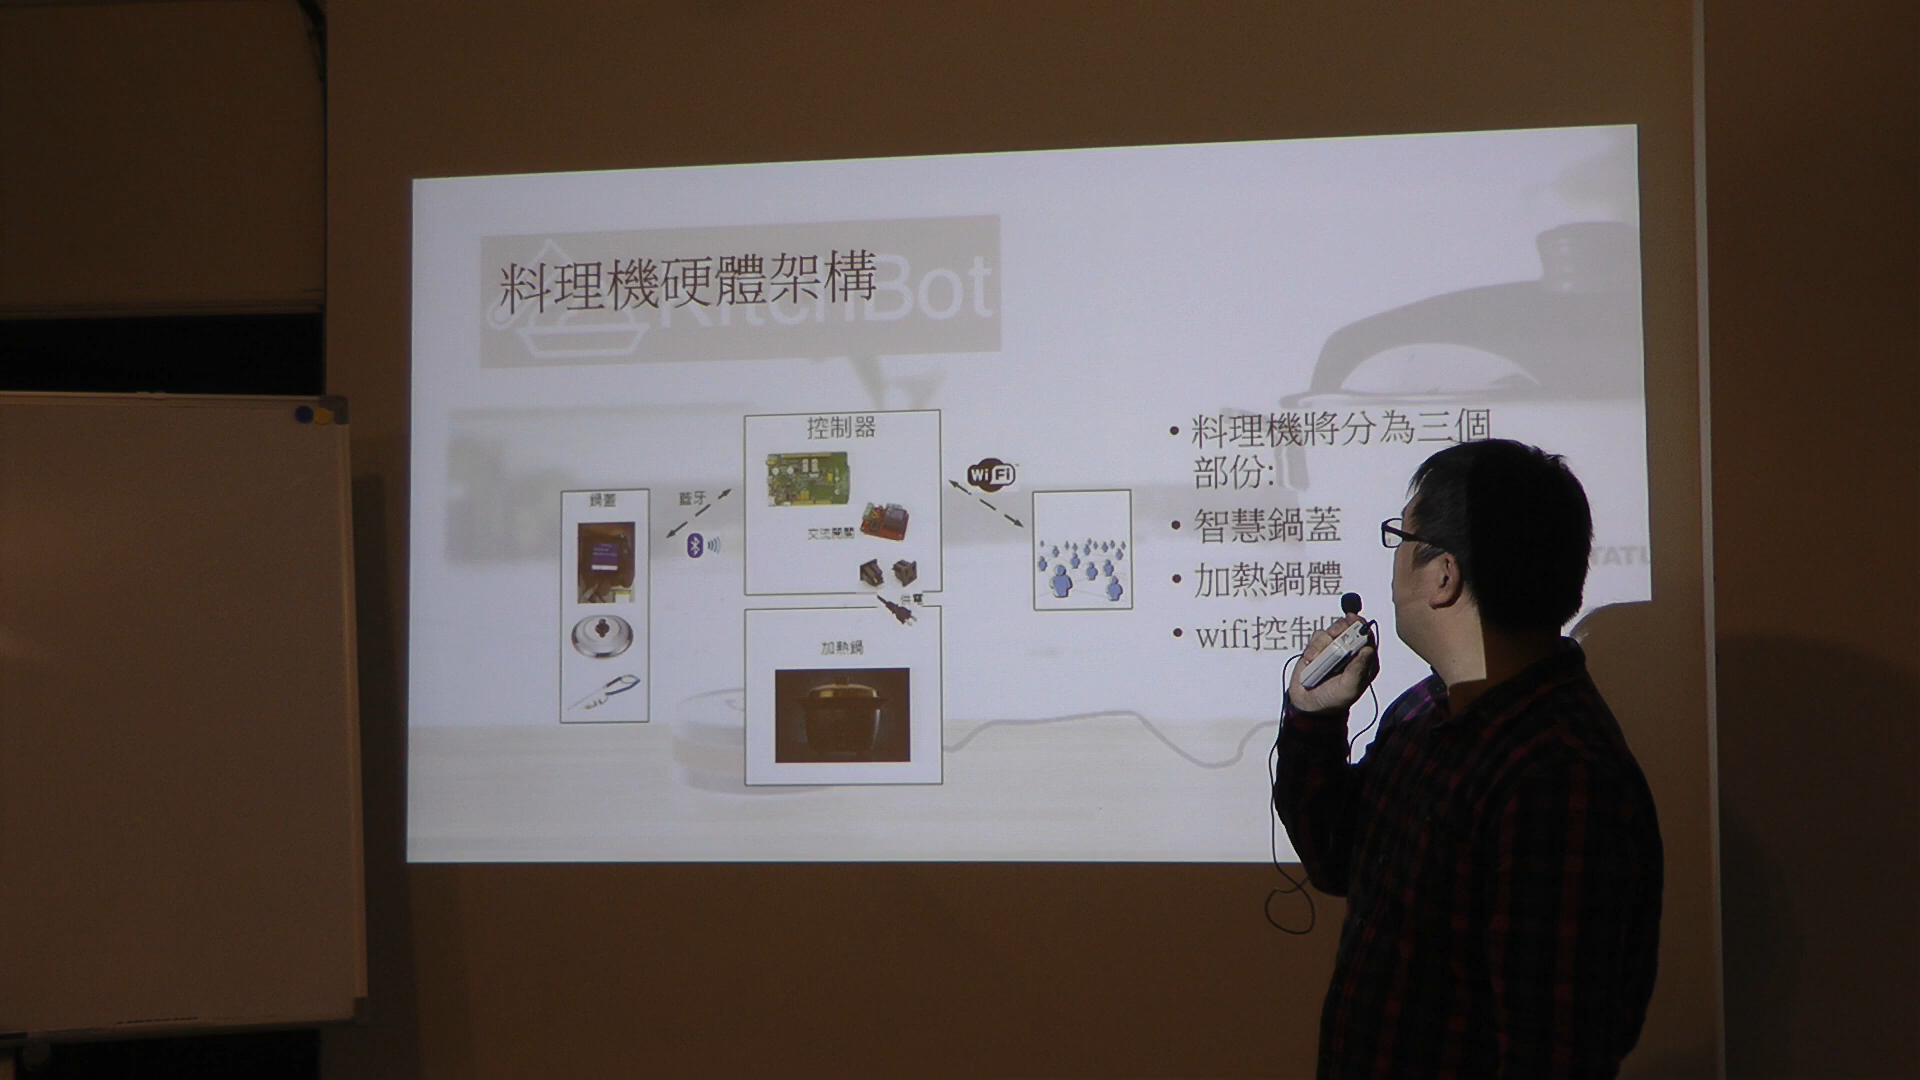 料理機硬體架構
KitchBot
控制器
WiFi
鍋蓋
藍牙
交流開關
供電
加熱鍋
• 料理機將分為三個
部份:
• 智慧鍋蓋
• 加熱鍋體
• wifi控制